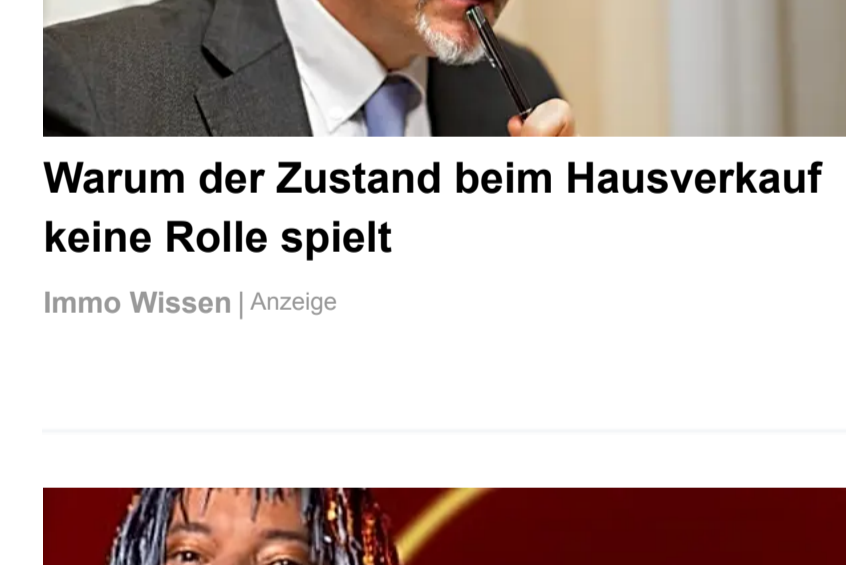 Warum der Zustand beim Hausverkauf
keine Rolle spielt
Immo Wissen | Anzeige